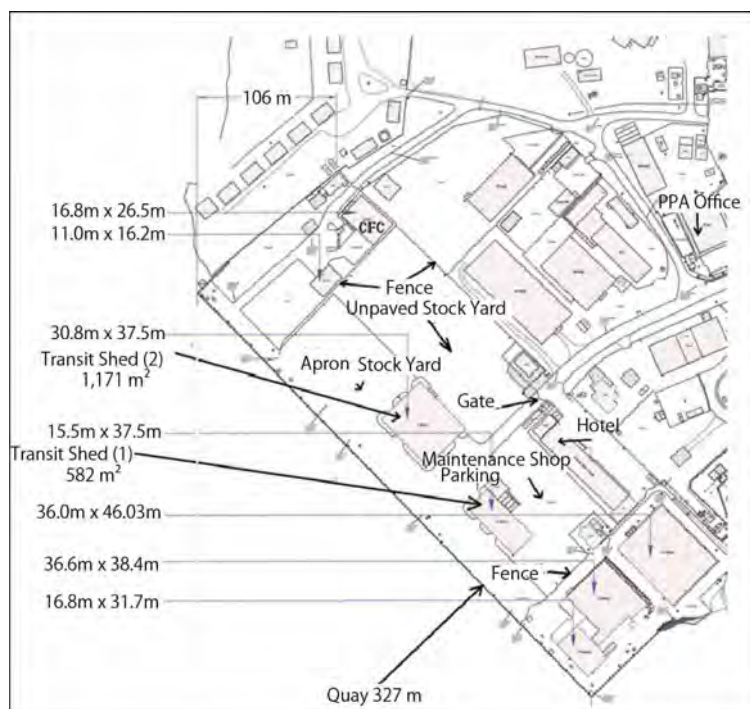 106 m
PPA Office
16.8m x 26.5m
CFC
11.0m x 16.2m
Fence
Unpaved Stock Yard
30.8m x 37.5m
Transit Shed (2)
1,171 m²
Apron Stock Yard
Gate
Hotel
15.5m x 37.5m
Transit Shed (1)
582 m²
Maintenance Shop
Parking
36.0m x 46.03m
36.6m x 38.4m
Fence
16.8m x 31.7m
Quay 327 m